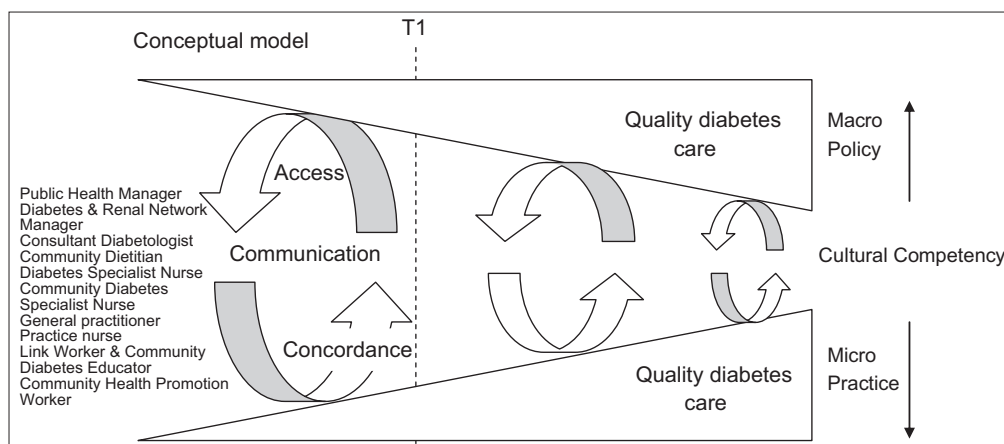 Conceptual model
T1
Quality diabetes
care
Macro
Policy
Access
Public Health Manager
Diabetes & Renal Network
Manager
Consultant Diabetologist
Community Dietitian
Diabetes Specialist Nurse
Community Diabetes
Specialist Nurse
General practitioner
Practice nurse
Link Worker & Community
Diabetes Educator
Community Health Promotion
Worker
Communication
Cultural Competency
Concordance
Quality diabetes
care
Micro
Practice